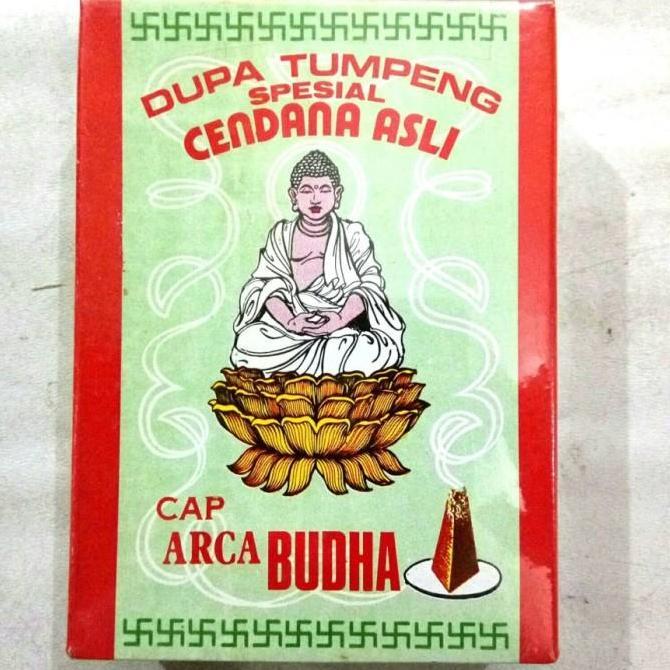 DUPA TUMPENG
SPESIAL
CENDANA ASLI
CAP
ARCA BUDHA